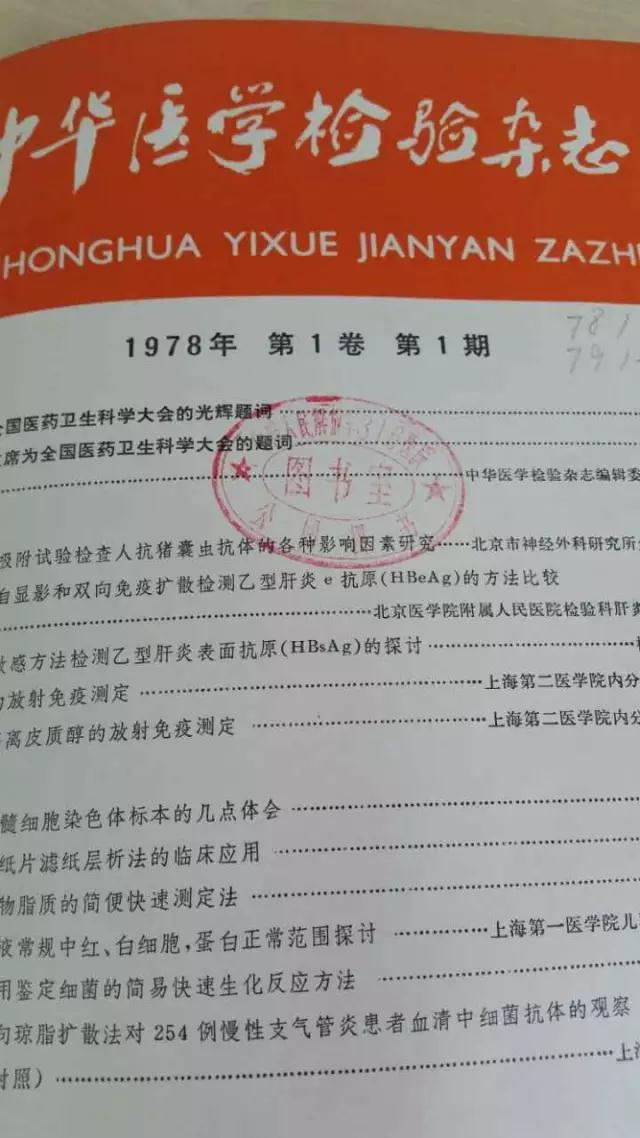 中华医学检验杂志
HONGHUA YIXUE JIANYAN ZAZH
1978年 第1卷 第1期
781
791-
全国医药卫生科学大会的光辉题词
席为全国医药卫生科学大会的题词
图书室
中华医学检验杂志编辑委
吸附试验检查人抗猪囊虫抗体的各种影响因素研究……北京市神经外科研究所
自显影和双向免疫扩散检测乙型肝炎 e 抗原(HBeAg)的方法比较
北京医学院附属人民医院检验科肝炎
敏感方法检测乙型肝炎表面抗原(HBsAg)的探讨
的放射免疫测定 上海第二医学院内分
离皮质醇的放射免疫测定 上海第二医学院内分
髓细胞染色体标本的几点体会
纸片滤纸层析法的临床应用
物脂质的简便快速测定法
液常规中红、白细胞,蛋白正常范围探讨 上海第一医学院儿
用鉴定细菌的简易快速生化反应方法
向琼脂扩散法对 254 例慢性支气管炎患者血清中细菌抗体的观察
对照) 上海